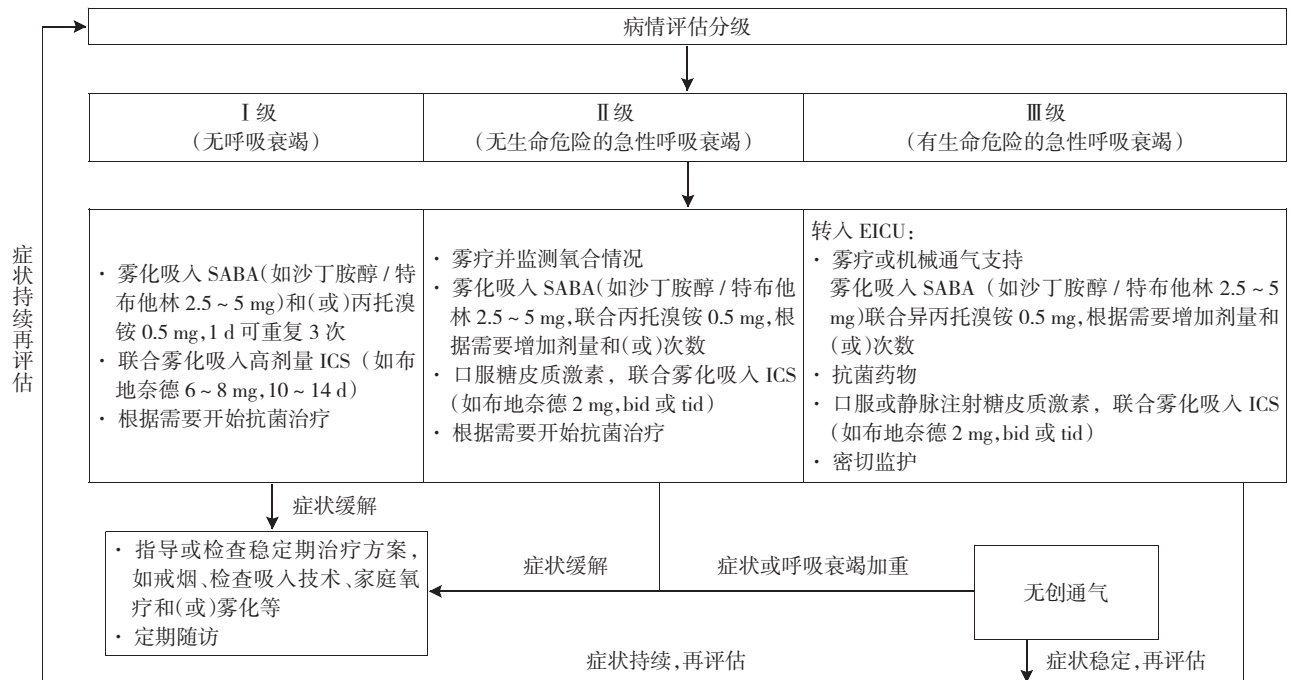 病情评估分级
Ⅰ级
（无呼吸衰竭）
Ⅱ级
（无生命危险的急性呼吸衰竭）
Ⅲ级
（有生命危险的急性呼吸衰竭）
症状持续再评估
· 雾化吸入 SABA（如沙丁胺醇 / 特
布他林 2.5 ~ 5 mg）和（或）丙托溴
铵 0.5 mg，1 d 可重复 3 次
· 联合雾化吸入高剂量 ICS（如布
地奈德 6 ~ 8 mg，10 ~ 14 d）
· 根据需要开始抗菌治疗
· 雾疗并监测氧合情况
· 雾化吸入 SABA（如沙丁胺醇 / 特布他
林 2.5 ~ 5 mg，联合丙托溴铵 0.5 mg，根
据需要增加剂量和（或）次数
· 口服糖皮质激素，联合雾化吸入 ICS
（如布地奈德 2 mg，bid 或 tid）
· 根据需要开始抗菌治疗
转入 EICU：
· 雾疗或机械通气支持
雾化吸入 SABA（如沙丁胺醇 / 特布他林 2.5 ~ 5
mg）联合异丙托溴铵 0.5 mg，根据需要增加剂量和
（或）次数
· 抗菌药物
· 口服或静脉注射糖皮质激素，联合雾化吸入 ICS
（如布地奈德 2 mg，bid 或 tid）
· 密切监护
症状缓解
· 指导或检查稳定期治疗方案，
如戒烟、检查吸入技术、家庭氧
疗和（或）雾化等
· 定期随访
症状缓解
症状或呼吸衰竭加重
无创通气
症状持续，再评估
症状稳定，再评估